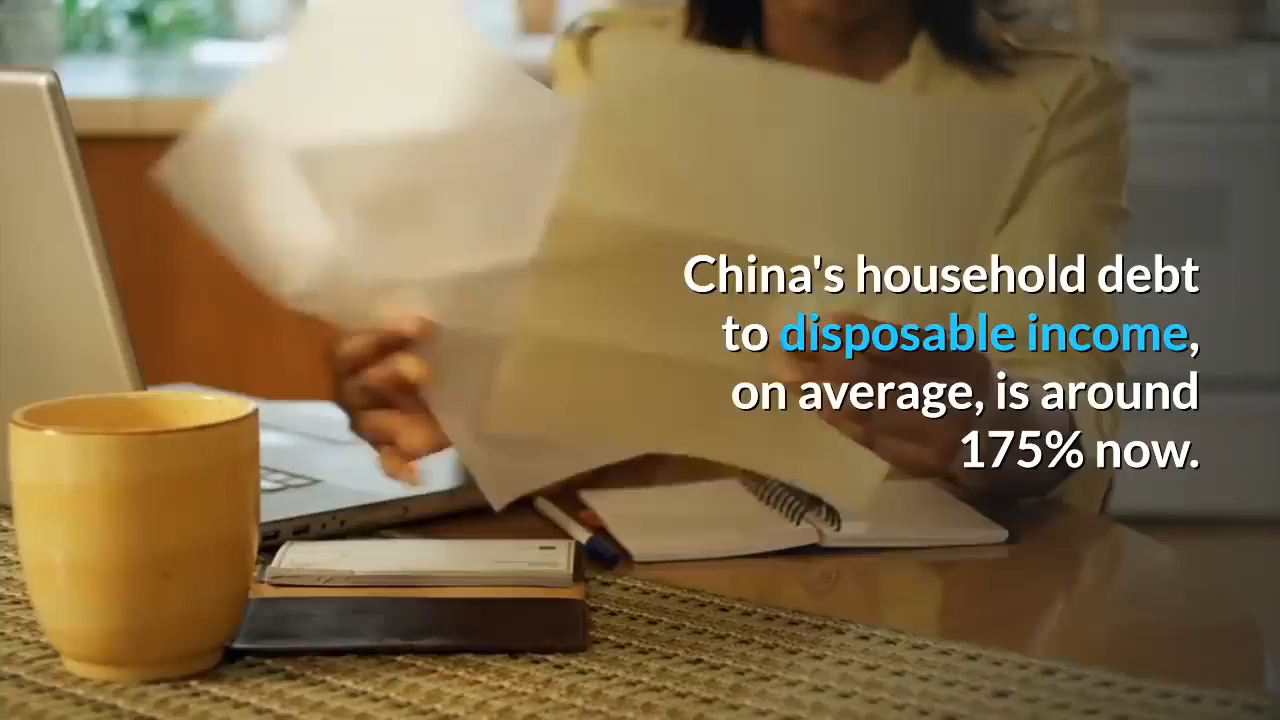 China's household debt
to disposable income,
on average, is around
175% now.